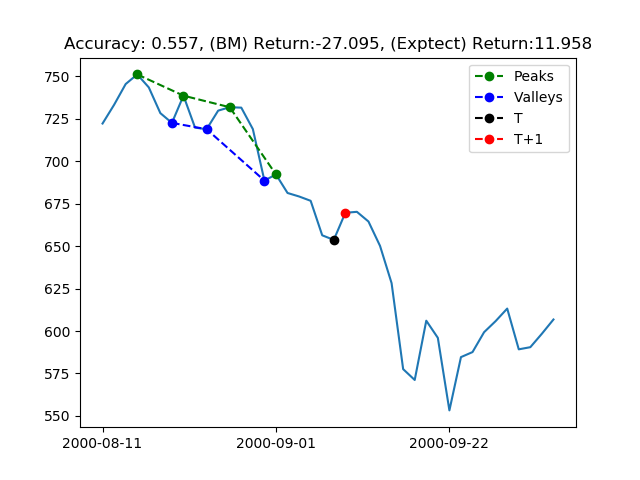 Accuracy: 0.557, (BM) Return:-27.095, (Exptect) Return:11.958
750
725
700
675
650
625
600
575
550
2000-08-11
2000-09-01
2000-09-22
Peaks
Valleys
T
T+1